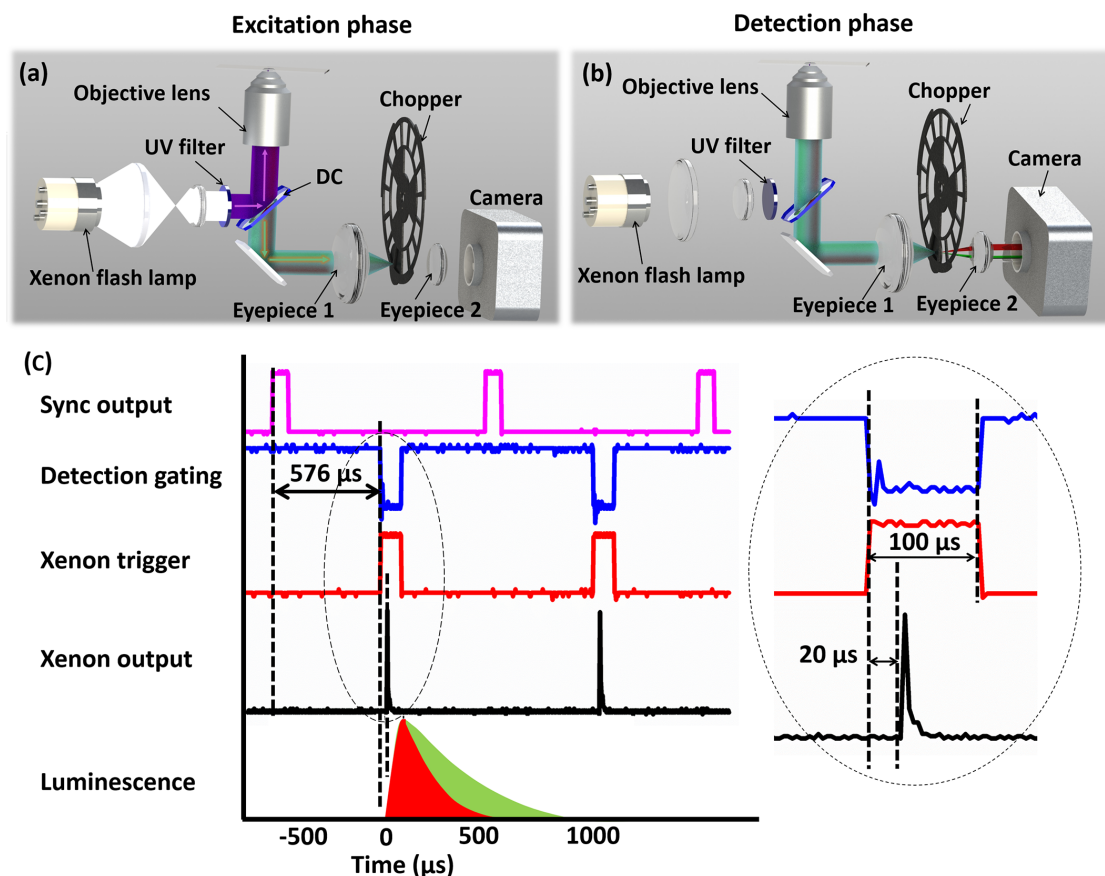 Excitation phase
Detection phase
(a)
Objective lens
Chopper
UV filter
DC
Camera
Xenon flash lamp
Eyepiece 1
Eyepiece 2
(b)
Objective lens
Chopper
UV filter
Camera
Xenon flash lamp
Eyepiece 1
Eyepiece 2
(C)
Sync output
Detection gating
576 µs
Xenon trigger
100 µs
Xenon output
20 µs
Luminescence
-500 0 500 1000
Time (µs)